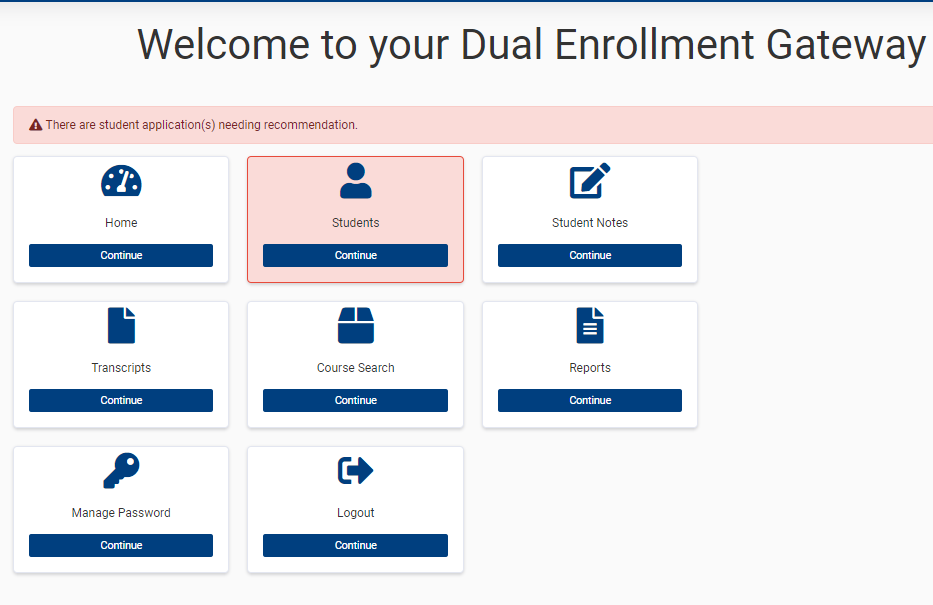 Welcome to your Dual Enrollment Gateway
There are student application(s) needing recommendation.
Home
Continue
Students
Continue
Student Notes
Continue
Transcripts
Continue
Course Search
Continue
Reports
Continue
Manage Password
Continue
Logout
Continue